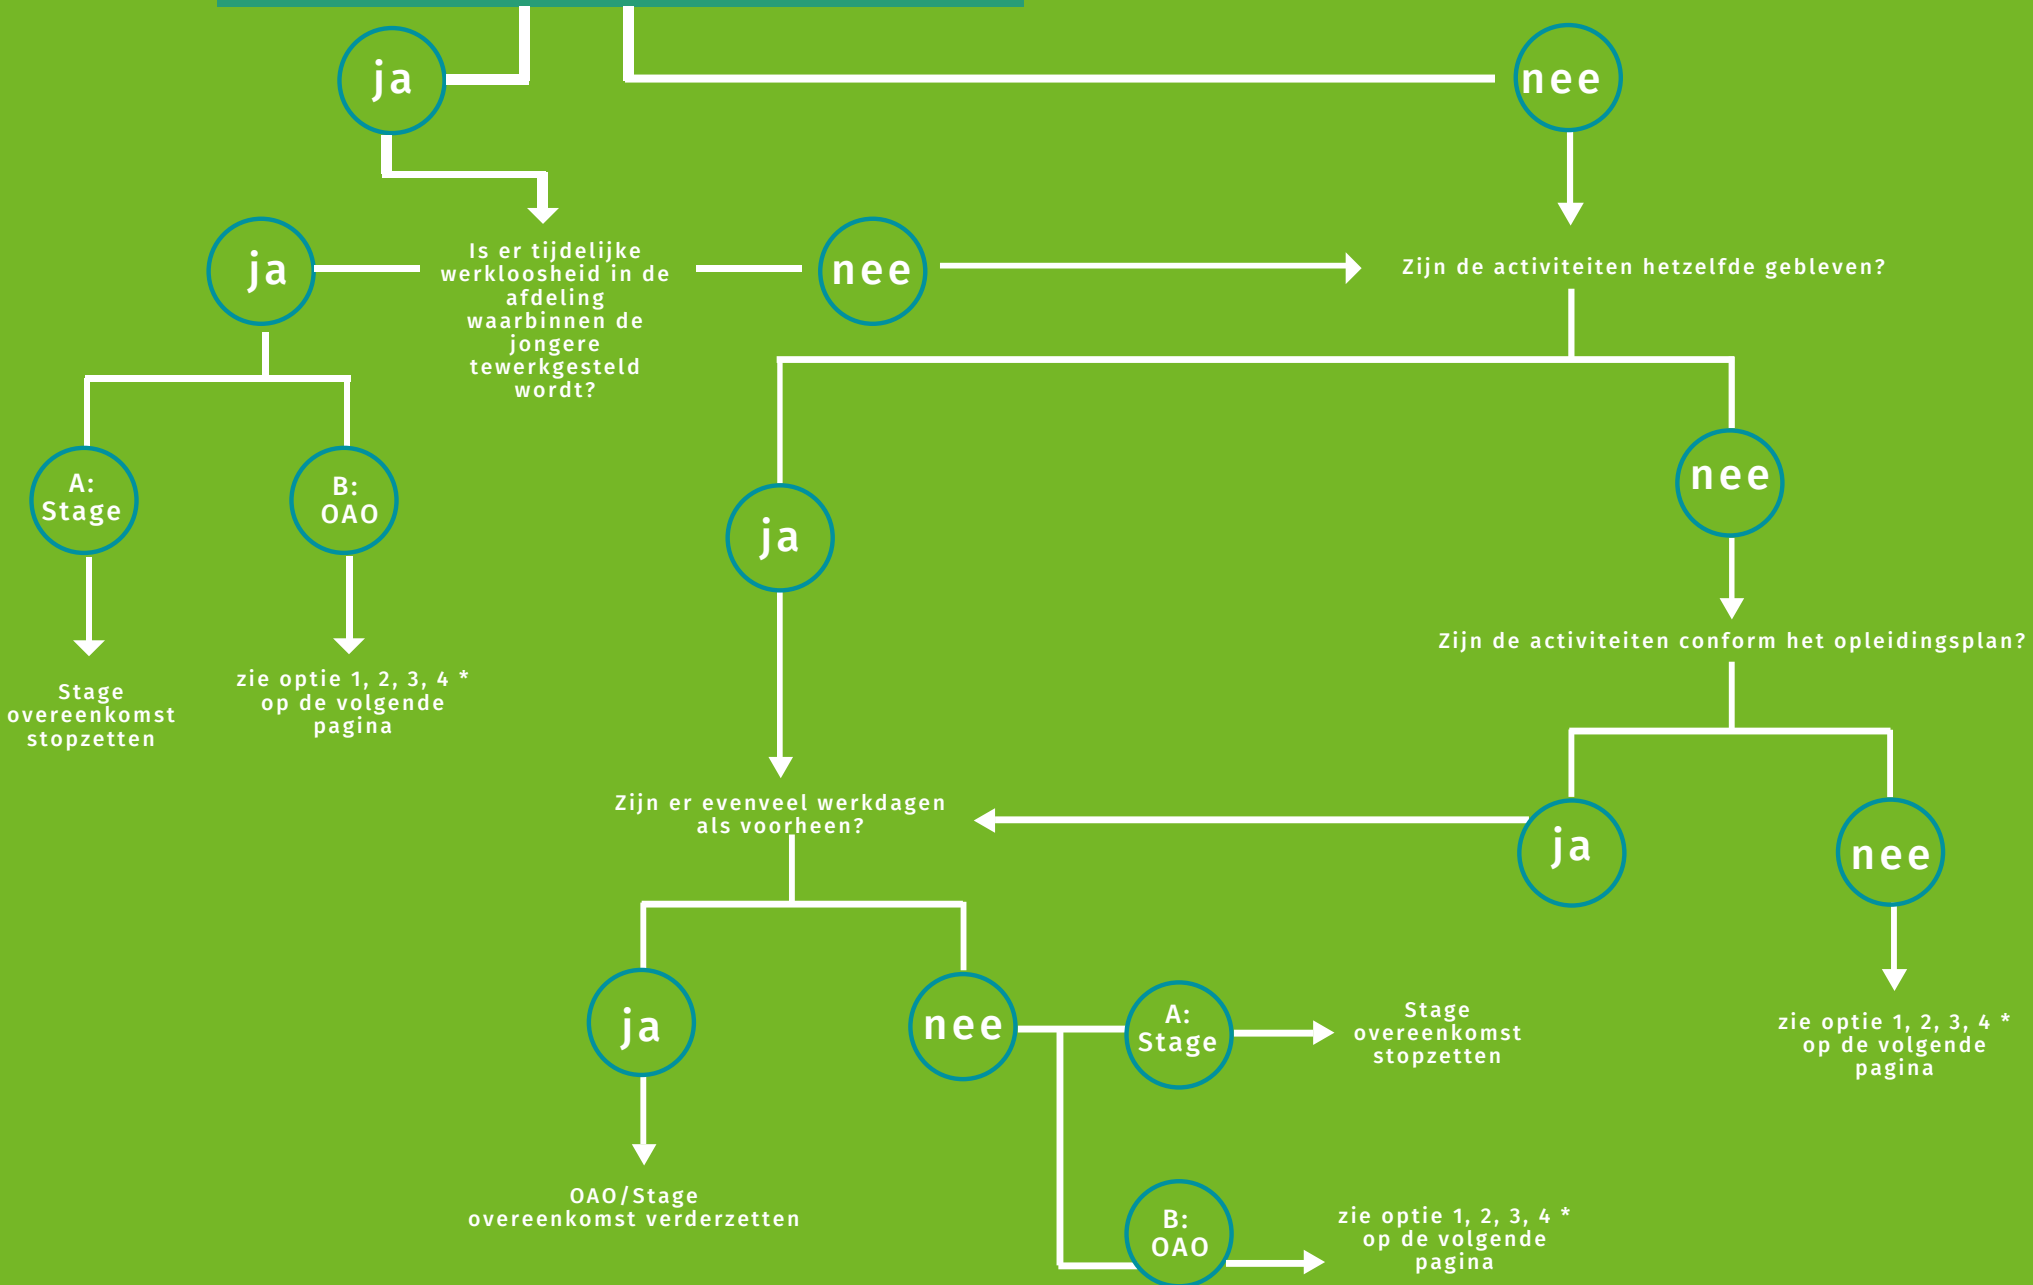 ja
nee
ja
Is er tijdelijke
werkloosheid in de
afdeling
waarbinnen de
jongere
tewerkgesteld
wordt?
nee
Zijn de activiteiten hetzelfde gebleven?
A:
Stage
B:
OAO
ja
nee
Stage
overeenkomst
stopzetten
zie optie 1, 2, 3, 4 *
op de volgende
pagina
Zijn de activiteiten conform het opleidingsplan?
Zijn er evenveel werkdagen
als voorheen?
ja
nee
ja
nee
A:
Stage
Stage
overeenkomst
stopzetten
zie optie 1, 2, 3, 4 *
op de volgende
pagina
OAO/Stage
overeenkomst verderzetten
B:
OAO
zie optie 1, 2, 3, 4 *
op de volgende
pagina